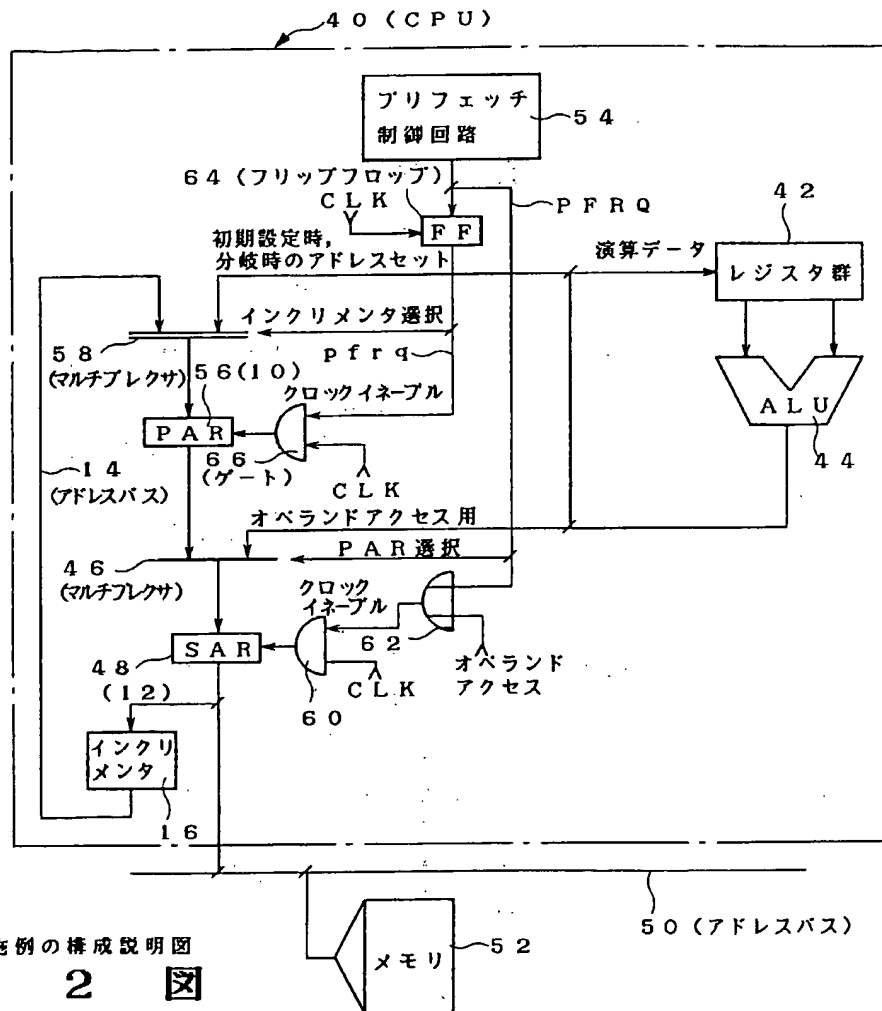 ４０（ＣＰＵ）
プリフェッチ
制御回路
５４
６４（フリップフロップ）
ＣＬＫ
ＦＦ
ＰＦＲＱ
４２
初期設定時，
分岐時のアドレスセット
演算データ
レジスタ群
インクリメンタ選択
５８
(マルチプレクサ)
ｐｆｒｑ
５６(１０)
クロックイネーブル
ＰＡＲ
ＡＬＵ
４４
６６
(ゲート)
ＣＬＫ
１４
(アドレスバス)
オペランドアクセス用
ＰＡＲ選択
４６
(マルチプレクサ)
クロック
イネーブル
６２
ＳＡＲ
オペランド
アクセス
４８
(１２)
ＣＬＫ
６０
インクリ
メンタ
１６
５０(アドレスバス)
メモリ
５２
例の構成説明図
２　図